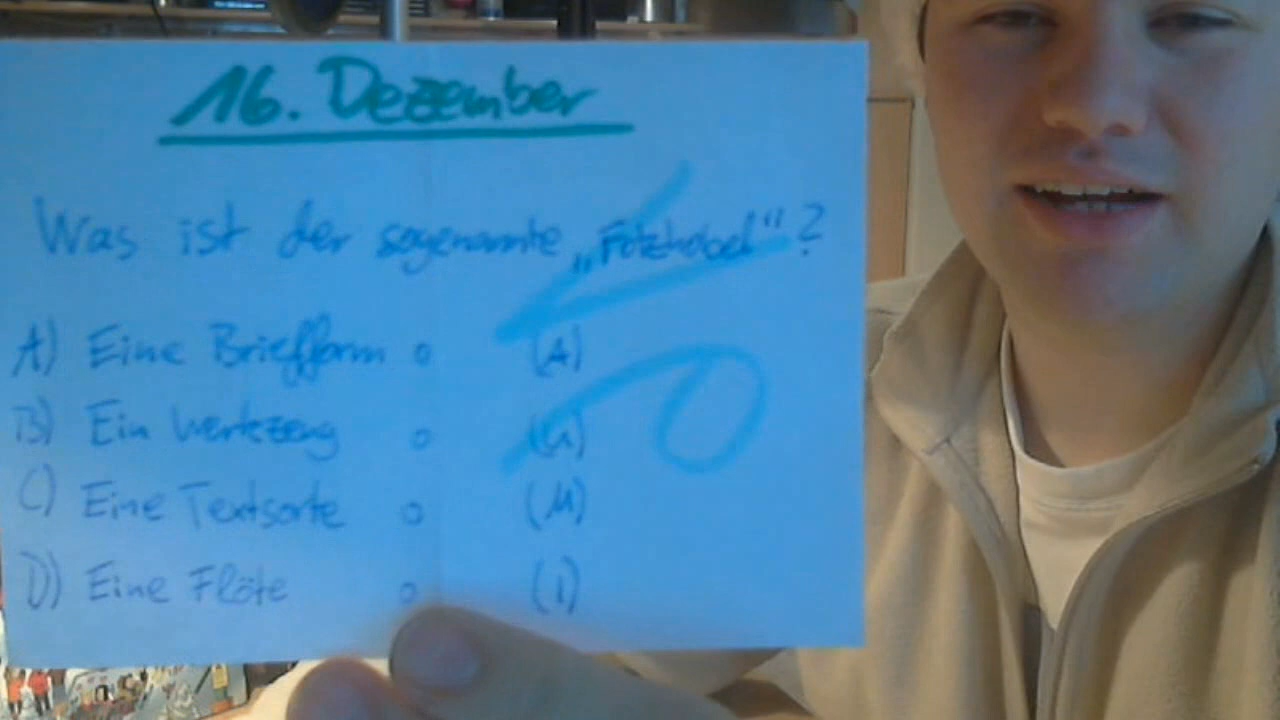 16. Dezember
Was ist der sogenannte „Fotzhobel“?
A) Eine Briefform o (A)
B) Ein Werkzeug o (G)
C) Eine Textsorte o (M)
D) Eine Flöte o (I)